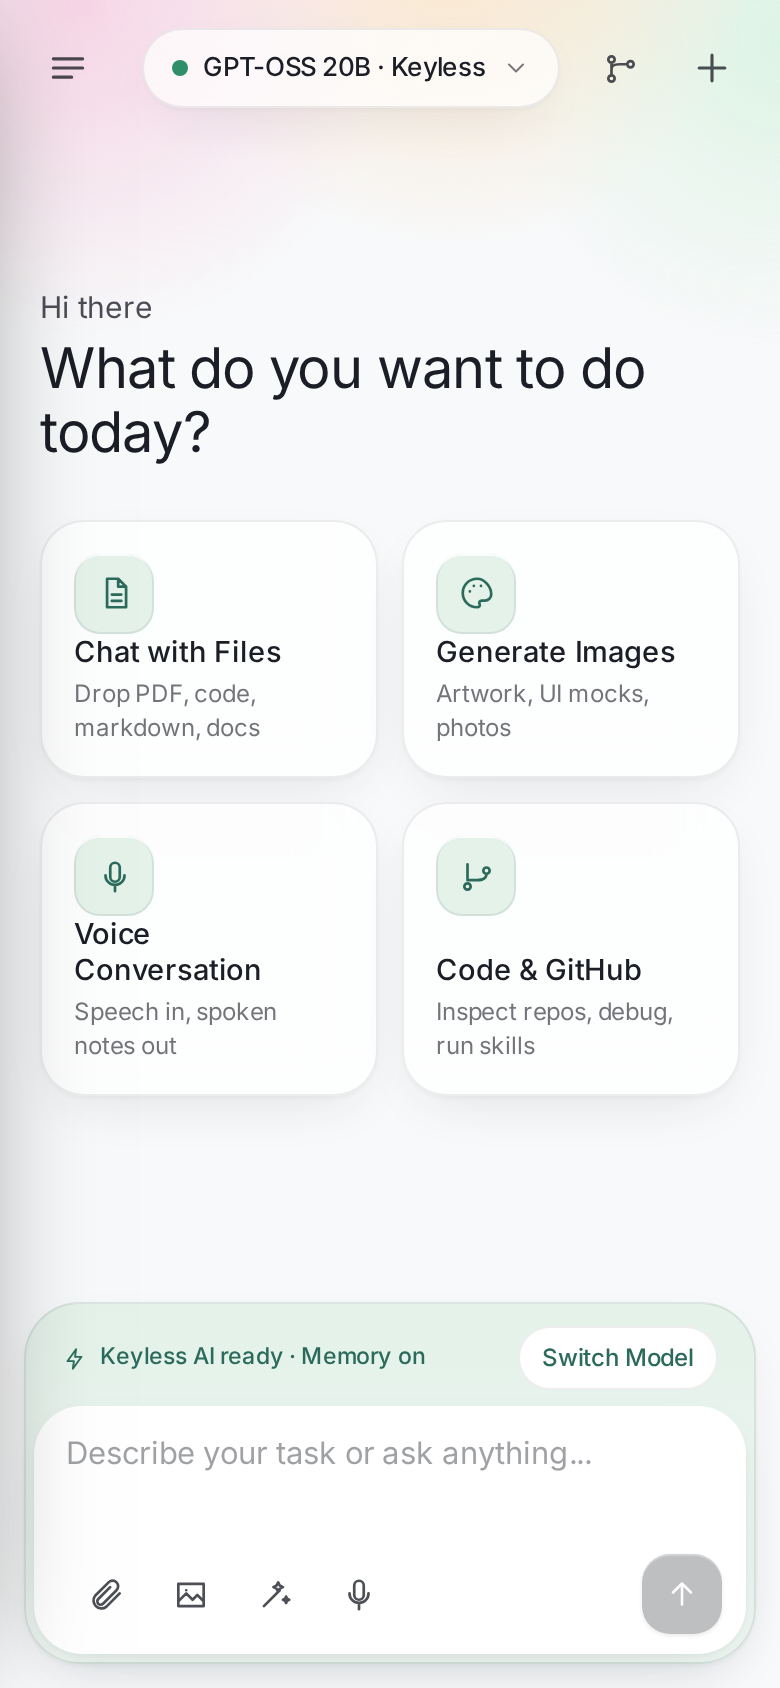 GPT-OSS 20B · Keyless
Hi there
What do you want to do
today?
Chat with Files
Drop PDF, code,
markdown, docs
Generate Images
Artwork, UI mocks,
photos
Voice
Conversation
Speech in, spoken
notes out
Code & GitHub
Inspect repos, debug,
run skills
Keyless AI ready · Memory on
Switch Model
Describe your task or ask anything...